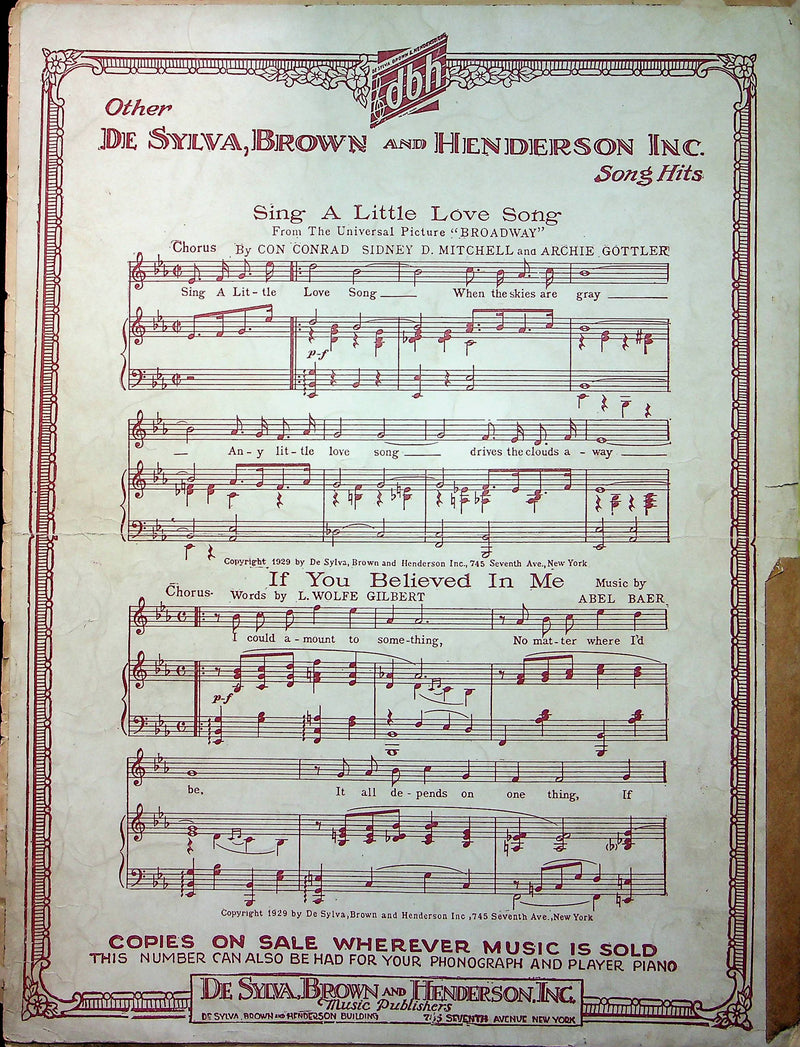 DE SYLVA, BROWN & HENDERSON INC.
dbh
Other
DE SYLVA, BROWN AND HENDERSON INC.
Song Hits
Sing A Little Love Song
From The Universal Picture "BROADWAY"
Chorus By CON CONRAD SIDNEY D. MITCHELL and ARCHIE GOTTLER
Sing A Lit-tle Love Song When the skies are gray
p-f
An-y lit-tle love song drives the clouds a-way
Copyright 1929 by De Sylva, Brown and Henderson Inc., 745 Seventh Ave., New York
If You Believed In Me
Music by
Chorus Words by L. WOLFE GILBERT ABEL BAER
I could a-mount to some-thing, No mat-ter where I'd
p-f
be. It all de-pends on one thing, If
Copyright 1929 by De Sylva, Brown and Henderson Inc, 745 Seventh Ave., New York
COPIES ON SALE WHEREVER MUSIC IS SOLD
THIS NUMBER CAN ALSO BE HAD FOR YOUR PHONOGRAPH AND PLAYER PIANO
DE SYLVA, BROWN AND HENDERSON, INC.
Music Publishers
DE SYLVA, BROWN AND HENDERSON BUILDING 745 SEVENTH AVENUE NEW YORK